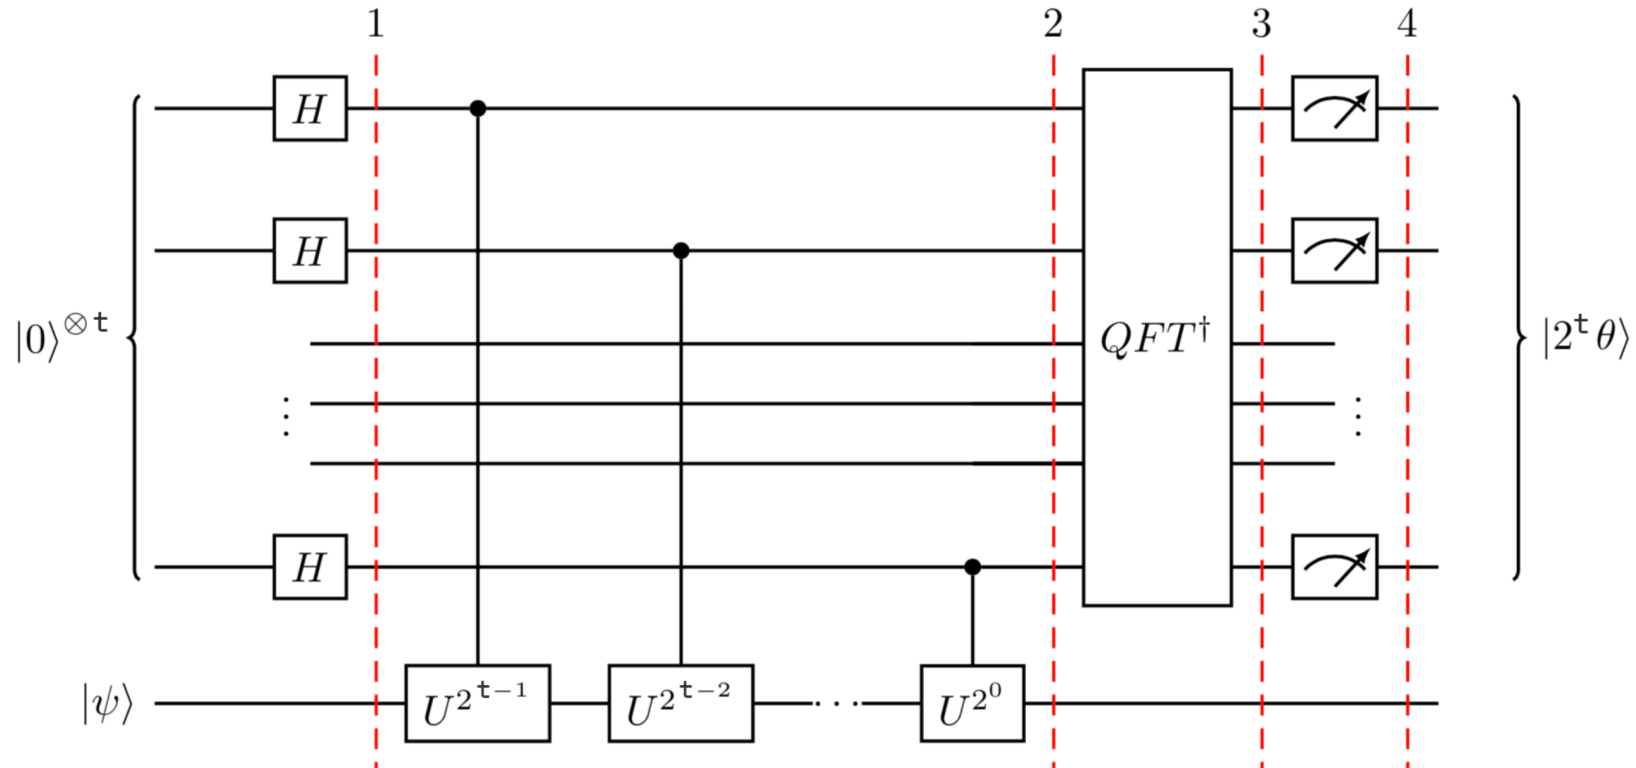 1 2 3 4
H
H
|0⟩^{⊗t} QFT^† |2^t θ⟩
⋮ ⋮
H
|ψ⟩ U^{2^{t−1}} U^{2^{t−2}} · · · U^{2^0}